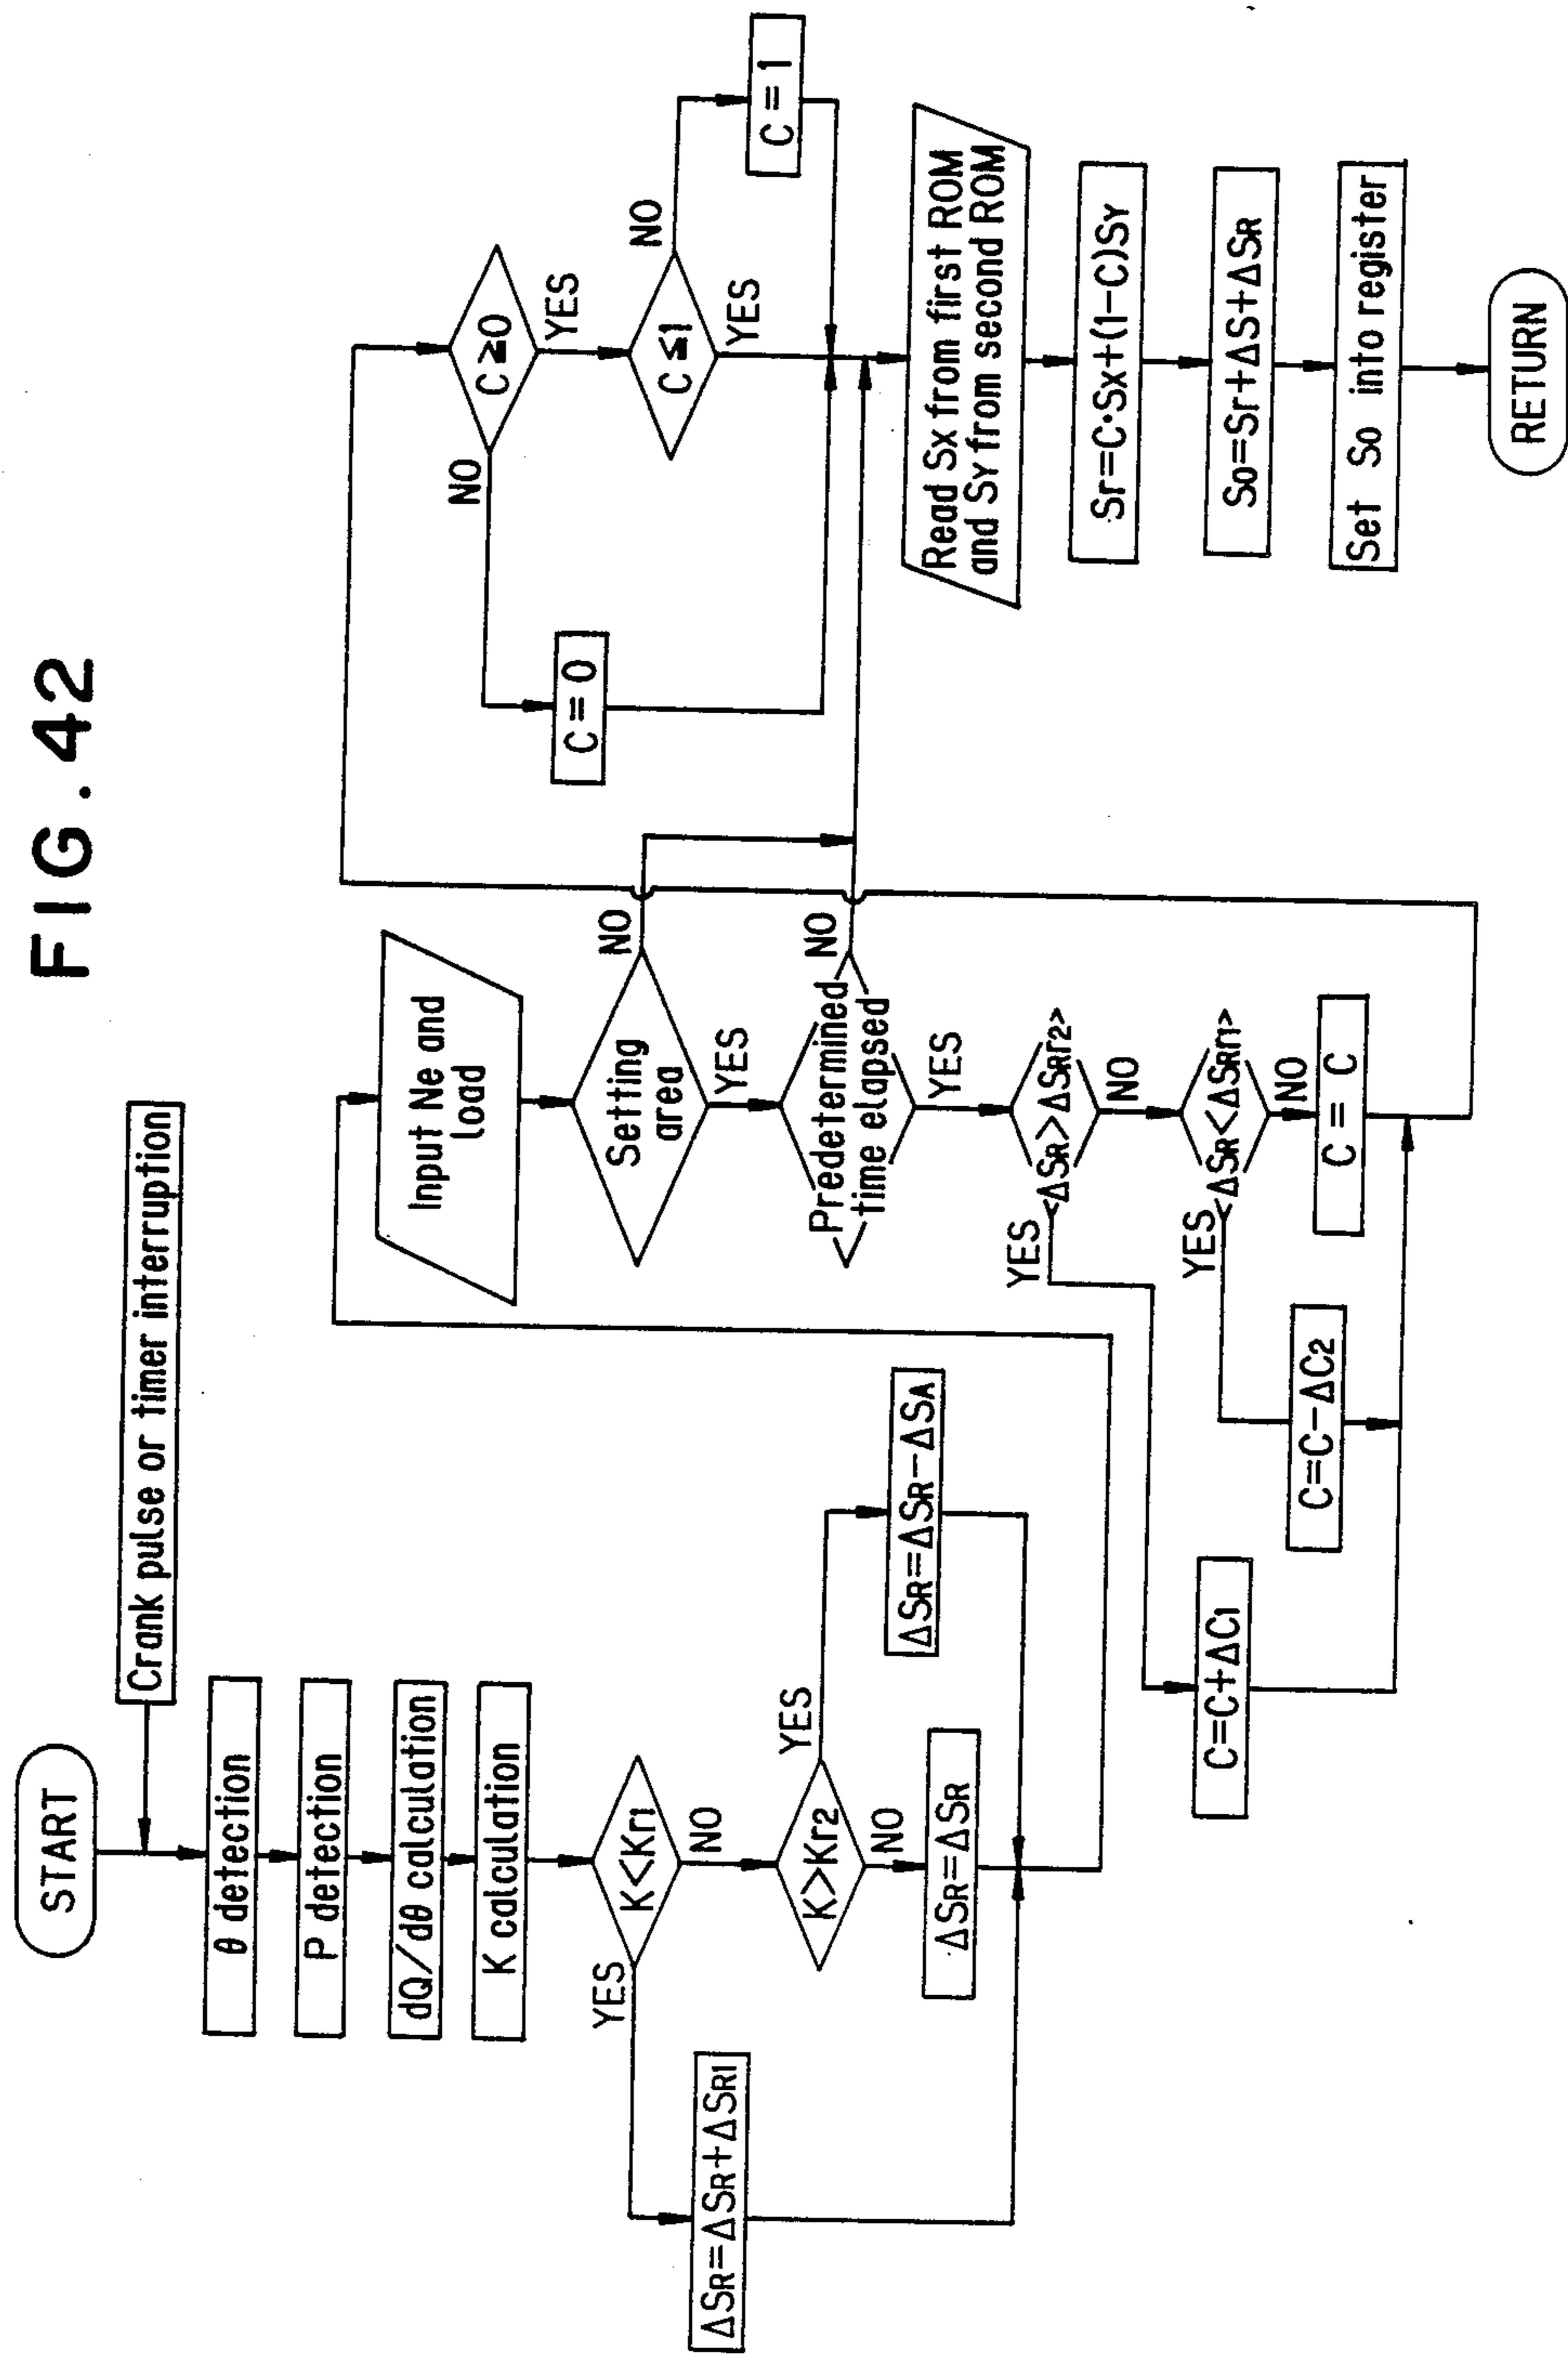 FIG. 42
START
Crank pulse or timer interruption
θ detection
P detection
dQ/dθ calculation
K calculation
K<Kr1
YES
NO
ΔSR=ΔSR+ΔSR1
K>Kr2
YES
NO
ΔSR=ΔSR-ΔSA
ΔSR=ΔSR
Input Ne and
load
Setting
area
NO
YES
Predetermined
time elapsed
NO
YES
ΔSR>ΔSRr2
YES
NO
C=C+ΔC1
ΔSR<ΔSRr1
YES
NO
C=C-ΔC2
C = C
C≧0
NO
YES
C = 0
C≦1
NO
YES
C = 1
Read Sx from first ROM
and SY from second ROM
Sr=C·Sx+(1-C)SY
So=Sr+ΔS+ΔSR
Set So into register
RETURN